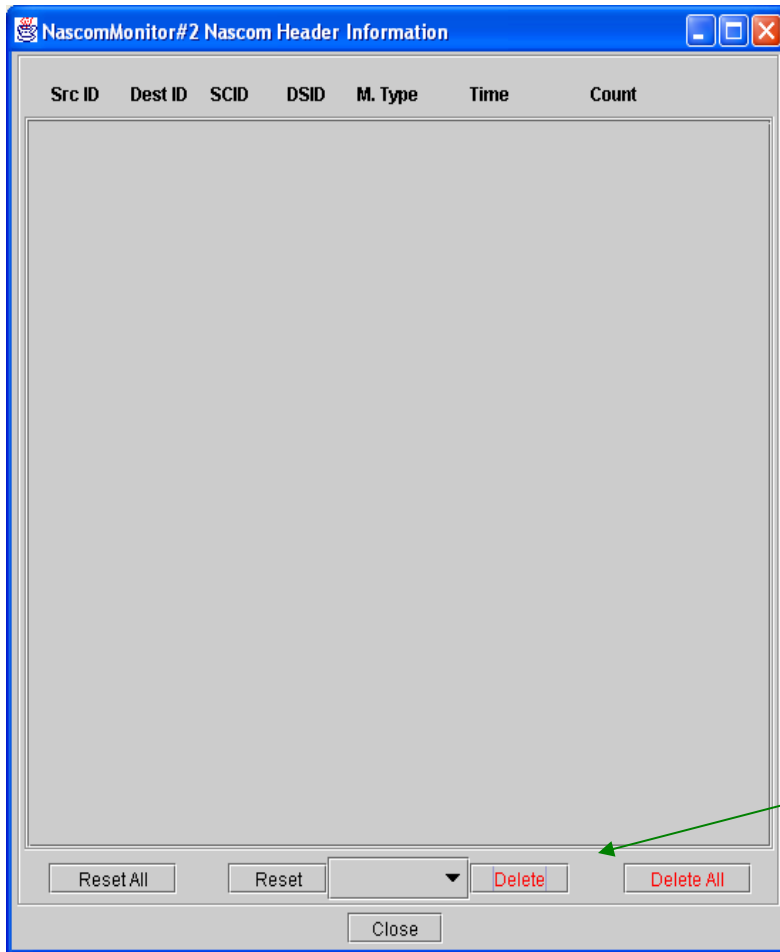 NascomMonitor#2 Nascom Header Information
Src ID Dest ID SCID DSID M. Type Time Count
Reset All Reset Delete Delete All
Close